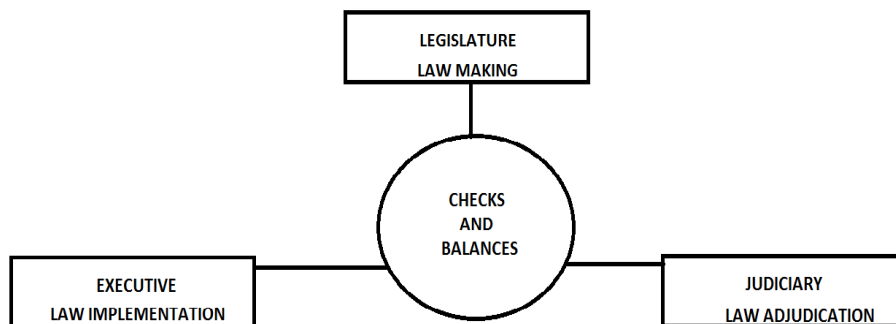 LEGISLATURE
LAW MAKING
CHECKS
AND
BALANCES
EXECUTIVE
LAW IMPLEMENTATION
JUDICIARY
LAW ADJUDICATION